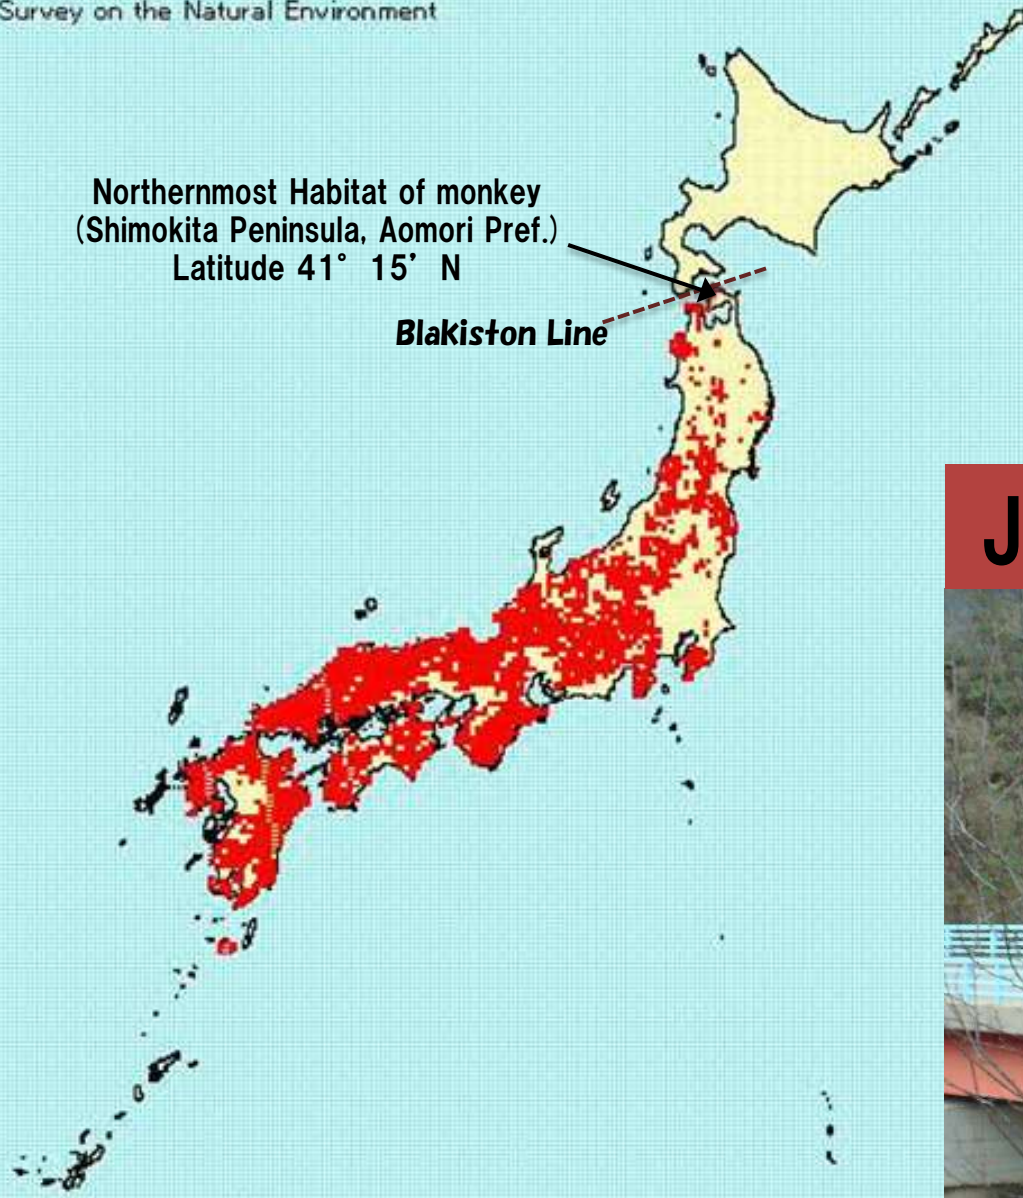 Survey on the Natural Environment
Northernmost Habitat of monkey
(Shimokita Peninsula, Aomori Pref.)
Latitude 41° 15′ N
Blakiston Line
J